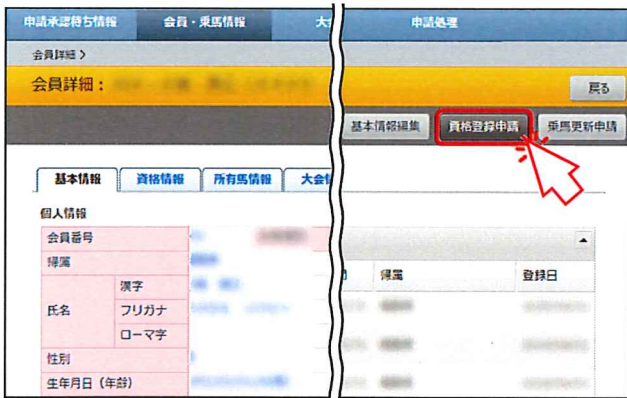 申請承認待ち情報 会員・乗馬情報 大会 申請処理
会員詳細 >
会員詳細： 戻る
基本情報編集 資格登録申請 乗馬更新申請
基本情報 資格情報 所有馬情報 大会情
個人情報
会員番号
帰属 帰属 登録日
氏名 漢字
フリガナ
ローマ字
性別
生年月日（年齢）